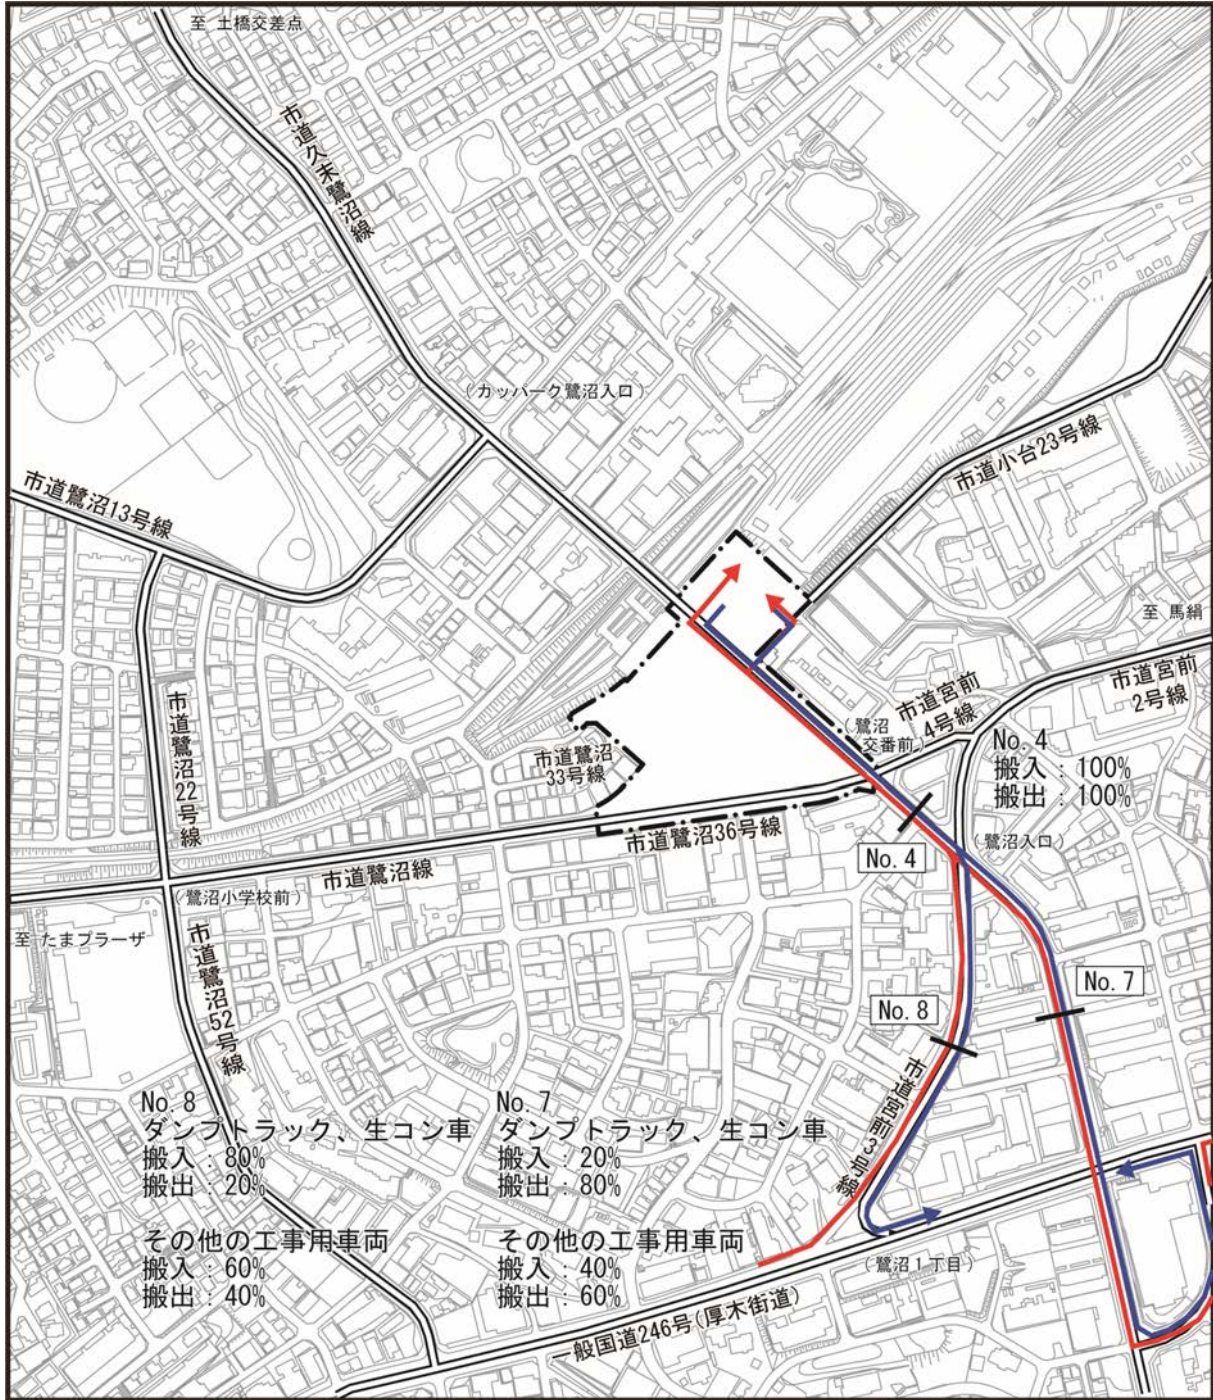 至 土橋交差点
市道久末鷺沼線
(カッパーク鷺沼入口)
市道小台23号線
市道鷺沼13号線
至 馬絹
市道宮前
2号線
市道宮前
4号線
(鷺沼
交番前)
市道鷺沼
33号線
市道鷺沼22号線
No. 4
搬入：100%
搬出：100%
市道鷺沼36号線
No. 4
(鷺沼入口)
市道鷺沼線
(鷺沼小学校前)
至 たまプラーザ
市道鷺沼52号線
No. 7
No. 8
市道宮前3号線
No. 8
ダンプトラック、生コン車
搬入：80%
搬出：20%
その他の工事用車両
搬入：60%
搬出：40%
No. 7
ダンプトラック、生コン車
搬入：20%
搬出：80%
その他の工事用車両
搬入：40%
搬出：60%
(鷺沼1丁目)
一般国道246号(厚木街道)